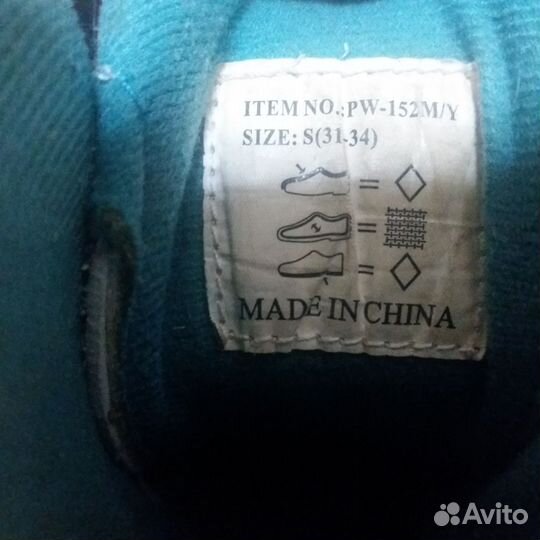 ITEM NO.:PW-152M/Y
SIZE: S(31-34)
= ◇
=
= ◇
MADE IN CHINA
Avito